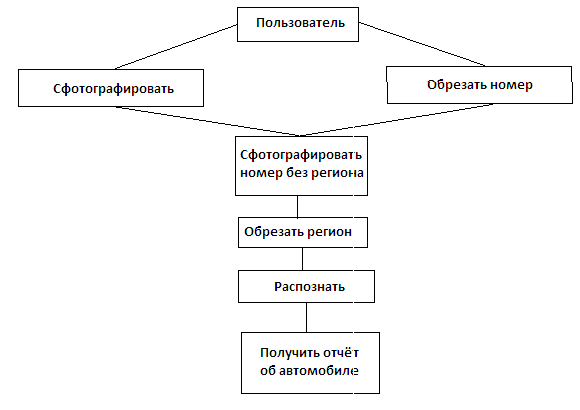 Пользователь
Сфотографировать
Обрезать номер
Сфотографировать
номер без региона
Обрезать регион
Распознать
Получить отчёт
об автомобиле